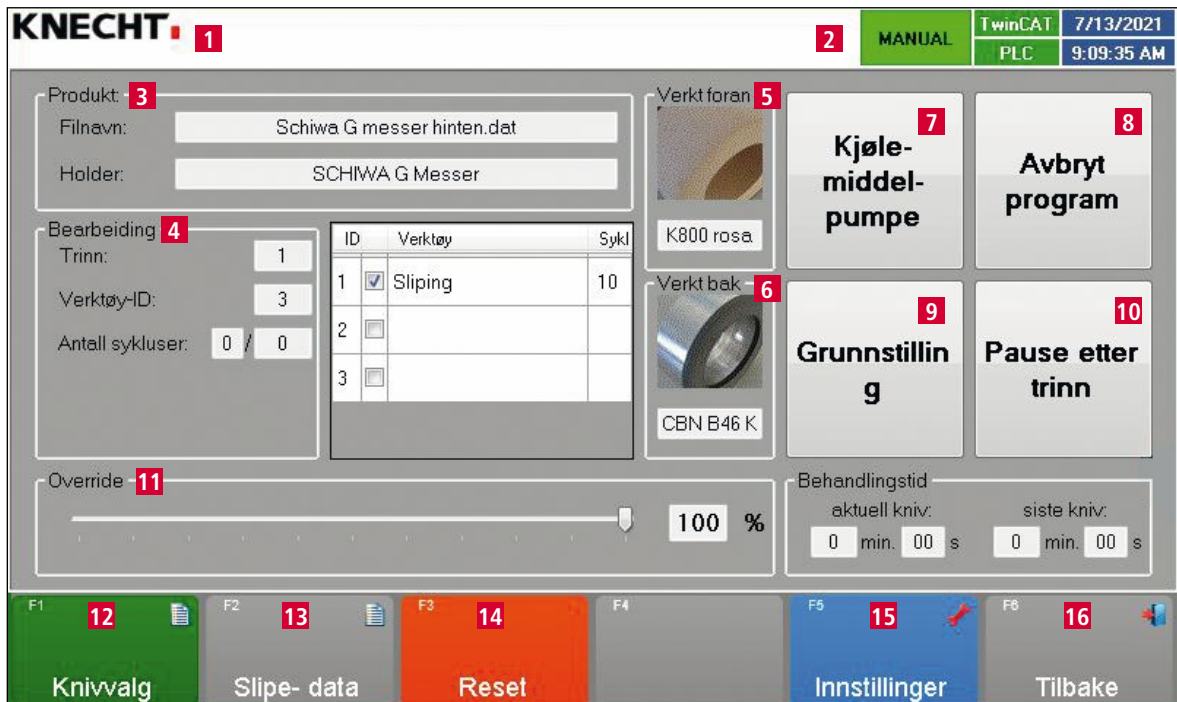 KNECHT
1
2
MANUAL
TwinCAT
7/13/2021
PLC
9:09:35 AM
Produkt:
3
Filnavn:
Schiwa G messer hinten.dat
Holder:
SCHIWA G Messer
Bearbeiding
4
Trinn:
1
Verktøy-ID:
3
Antall sykluser:
0 / 0
ID Verktøy Sykl
1 Sliping 10
2
3
Verkt foran
5
K800 rosa
Verkt bak
6
CBN B46 K
7
Kjøle-
middel-
pumpe
8
Avbryt
program
9
Grunnstillin
g
10
Pause etter
trinn
Override
11
100 %
Behandlingstid
aktuell kniv:
0 min. 00 s
siste kniv:
0 min. 00 s
F1
12
Knivvalg
F2
13
Slipe- data
F3
14
Reset
F4
F5
15
Innstillinger
F6
16
Tilbake